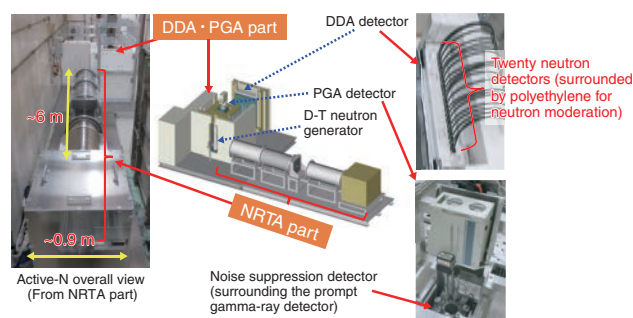 DDA・PGA part
DDA detector
PGA detector
D-T neutron
generator
Twenty neutron
detectors (surrounded
by polyethylene for
neutron moderation)
~6 m
~0.9 m
NRTA part
Active-N overall view
(From NRTA part)
Noise suppression detector
(surrounding the prompt
gamma-ray detector)